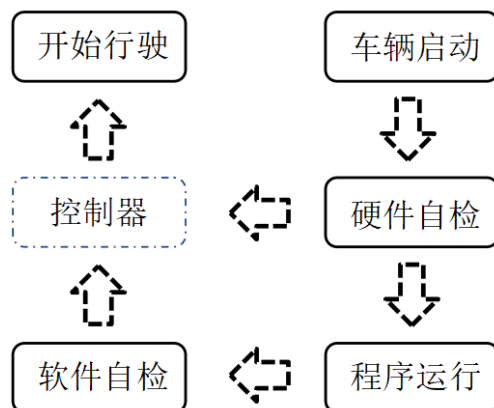 开始行驶
车辆启动
控制器
硬件自检
软件自检
程序运行